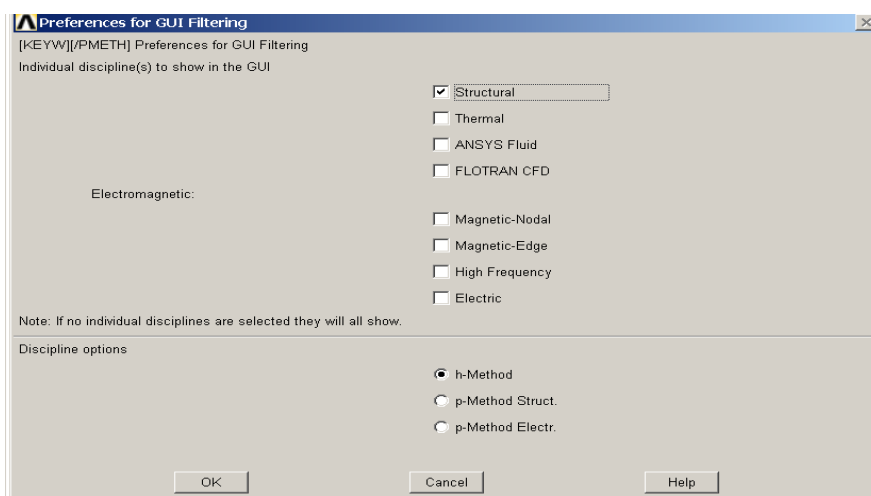 Preferences for GUI Filtering
[KEYW][/PMETH] Preferences for GUI Filtering
Individual discipline(s) to show in the GUI
Structural
Thermal
ANSYS Fluid
FLOTRAN CFD
Electromagnetic:
Magnetic-Nodal
Magnetic-Edge
High Frequency
Electric
Note: If no individual disciplines are selected they will all show.
Discipline options
h-Method
p-Method Struct.
p-Method Electr.
OK Cancel Help